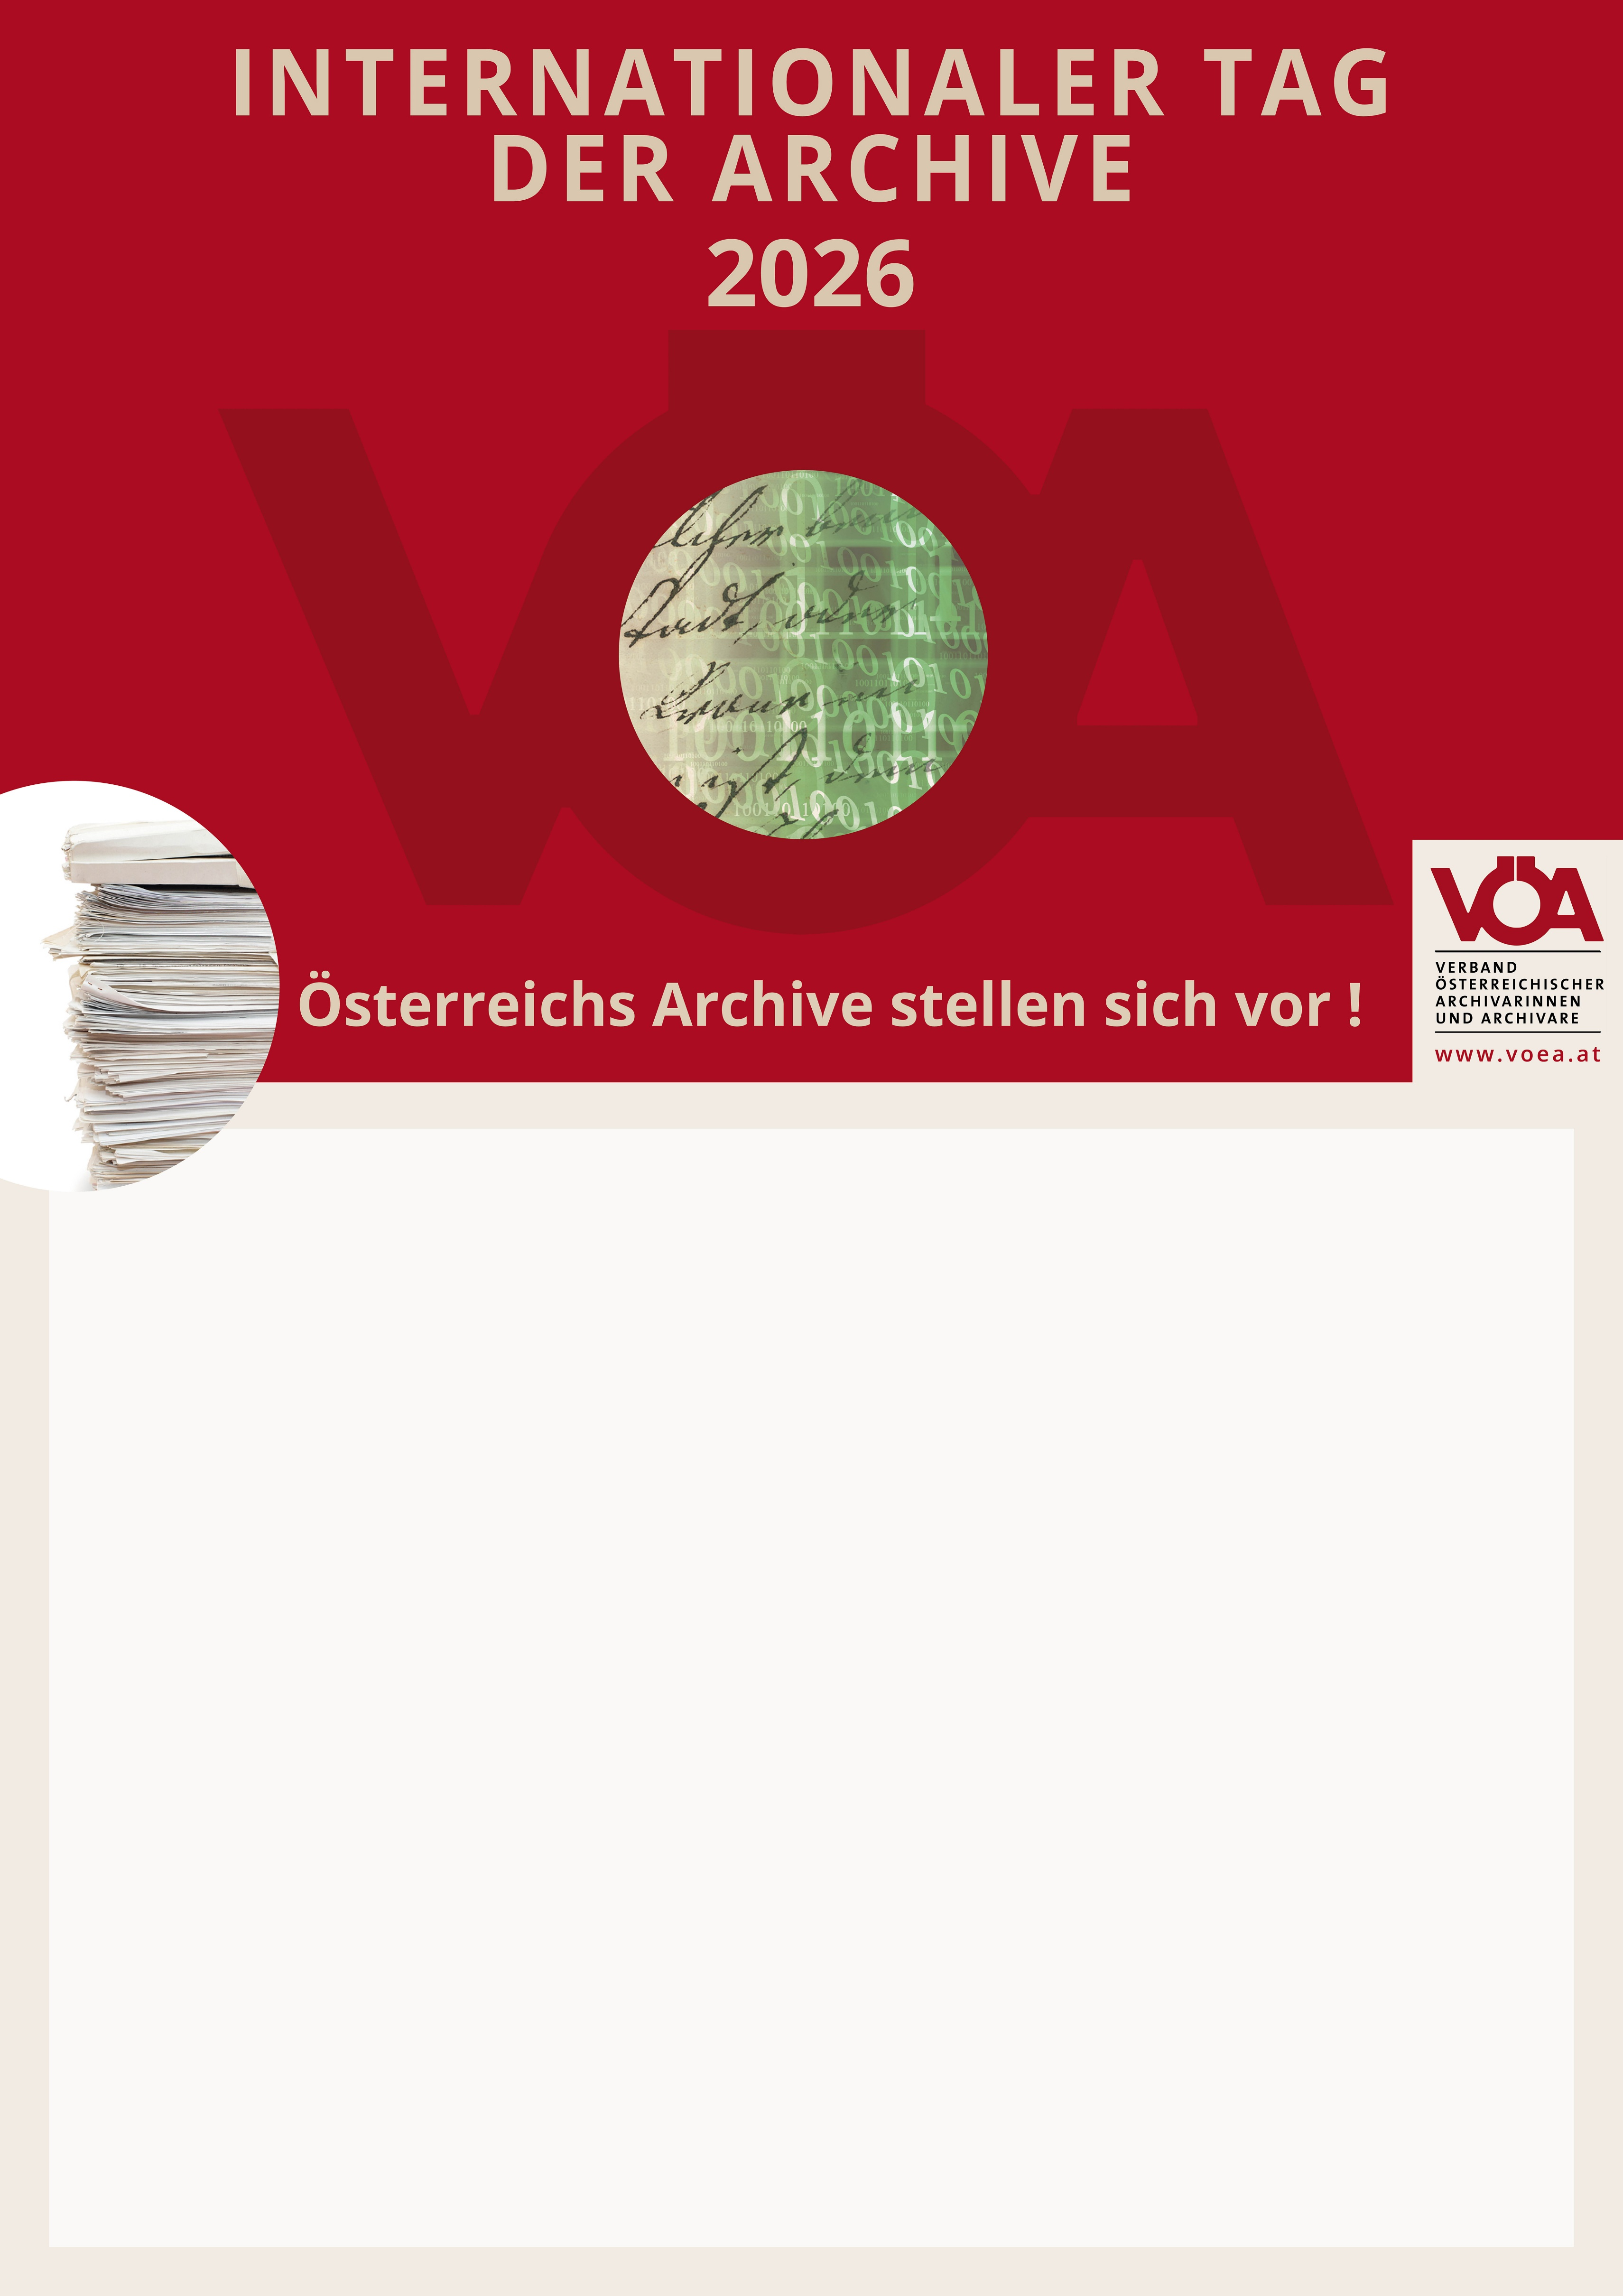 INTERNATIONALER TAG
DER ARCHIVE
2026
VÖA
Österreichs Archive stellen sich vor !
VÖA
VERBAND
ÖSTERREICHISCHER
ARCHIVARINNEN
UND ARCHIVARE
www.voea.at